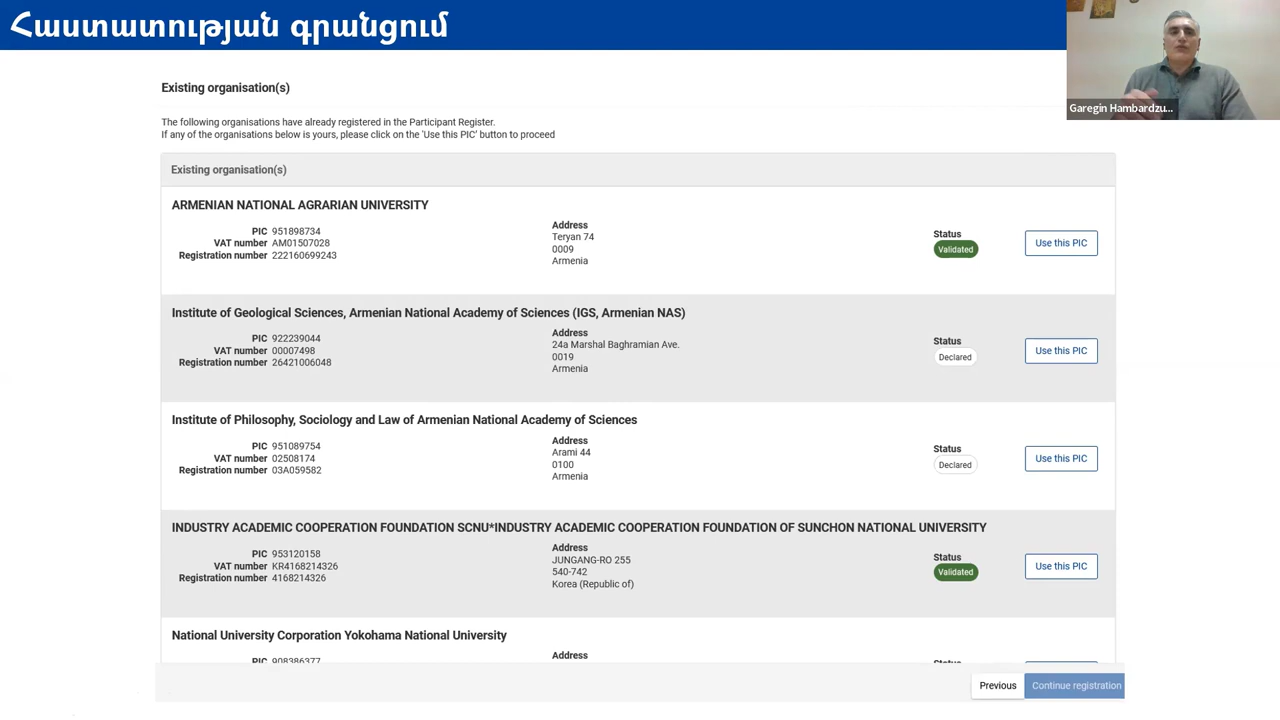 Հաստատության գրանցում
Garegin Hambardzu...
Existing organisation(s)
The following organisations have already registered in the Participant Register.
If any of the organisations below is yours, please click on the 'Use this PIC' button to proceed
Existing organisation(s)
ARMENIAN NATIONAL AGRARIAN UNIVERSITY
PIC 951898734
VAT number AM01507028
Registration number 222160699243
Address
Teryan 74
0009
Armenia
Status
Validated
Use this PIC
Institute of Geological Sciences, Armenian National Academy of Sciences (IGS, Armenian NAS)
PIC 922239044
VAT number 00007498
Registration number 26421006048
Address
24a Marshal Baghramian Ave.
0019
Armenia
Status
Declared
Use this PIC
Institute of Philosophy, Sociology and Law of Armenian National Academy of Sciences
PIC 951089754
VAT number 02508174
Registration number 03A059582
Address
Arami 44
0100
Armenia
Status
Declared
Use this PIC
INDUSTRY ACADEMIC COOPERATION FOUNDATION SCNU*INDUSTRY ACADEMIC COOPERATION FOUNDATION OF SUNCHON NATIONAL UNIVERSITY
PIC 953120158
VAT number KR4168214326
Registration number 4168214326
Address
JUNGANG-RO 255
540-742
Korea (Republic of)
Status
Validated
Use this PIC
National University Corporation Yokohama National University
PIC 908386377
Address
Status
Previous
Continue registration